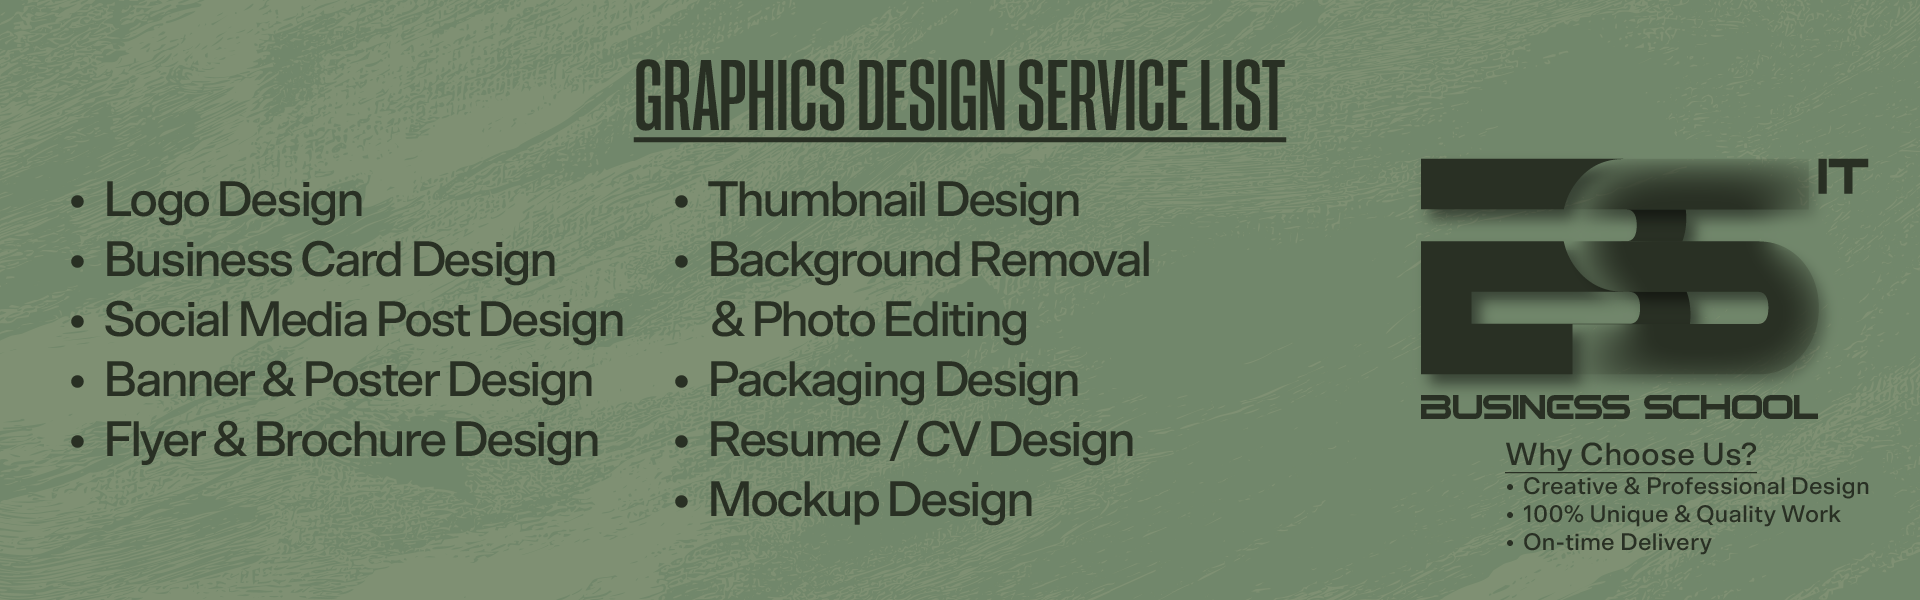 GRAPHICS DESIGN SERVICE LIST
• Logo Design
• Business Card Design
• Social Media Post Design
• Banner & Poster Design
• Flyer & Brochure Design
• Thumbnail Design
• Background Removal
& Photo Editing
• Packaging Design
• Resume / CV Design
• Mockup Design
ES IT
BUSINESS SCHOOL
Why Choose Us?
• Creative & Professional Design
• 100% Unique & Quality Work
• On-time Delivery